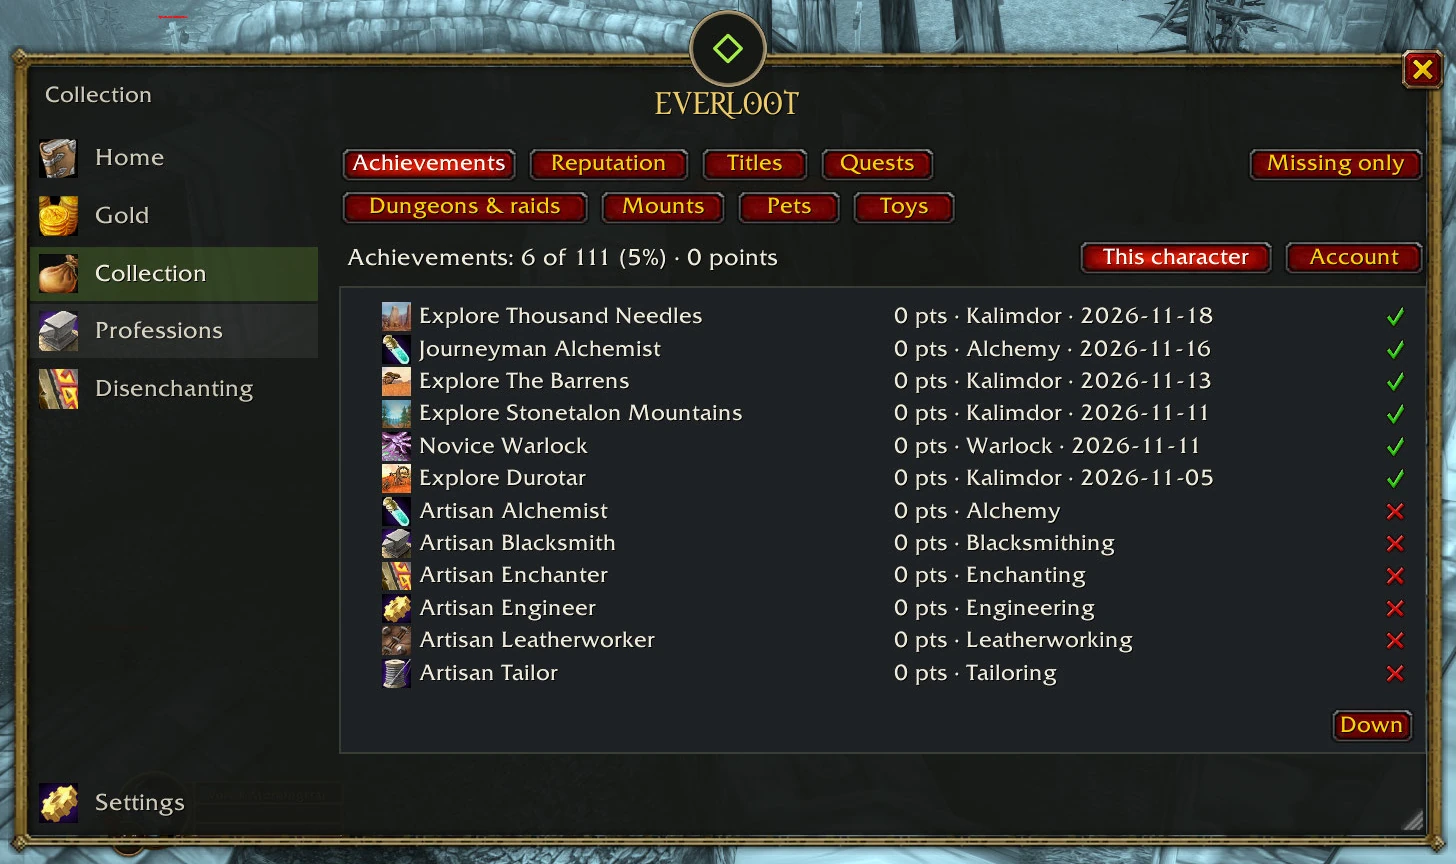 Collection
EVERLOOT
Home
Gold
Collection
Professions
Disenchanting
Settings
Achievements Reputation Titles Quests Missing only
Dungeons & raids Mounts Pets Toys
Achievements: 6 of 111 (5%) · 0 points This character Account
Explore Thousand Needles 0 pts · Kalimdor · 2026-11-18
Journeyman Alchemist 0 pts · Alchemy · 2026-11-16
Explore The Barrens 0 pts · Kalimdor · 2026-11-13
Explore Stonetalon Mountains 0 pts · Kalimdor · 2026-11-11
Novice Warlock 0 pts · Warlock · 2026-11-11
Explore Durotar 0 pts · Kalimdor · 2026-11-05
Artisan Alchemist 0 pts · Alchemy
Artisan Blacksmith 0 pts · Blacksmithing
Artisan Enchanter 0 pts · Enchanting
Artisan Engineer 0 pts · Engineering
Artisan Leatherworker 0 pts · Leatherworking
Artisan Tailor 0 pts · Tailoring
Down